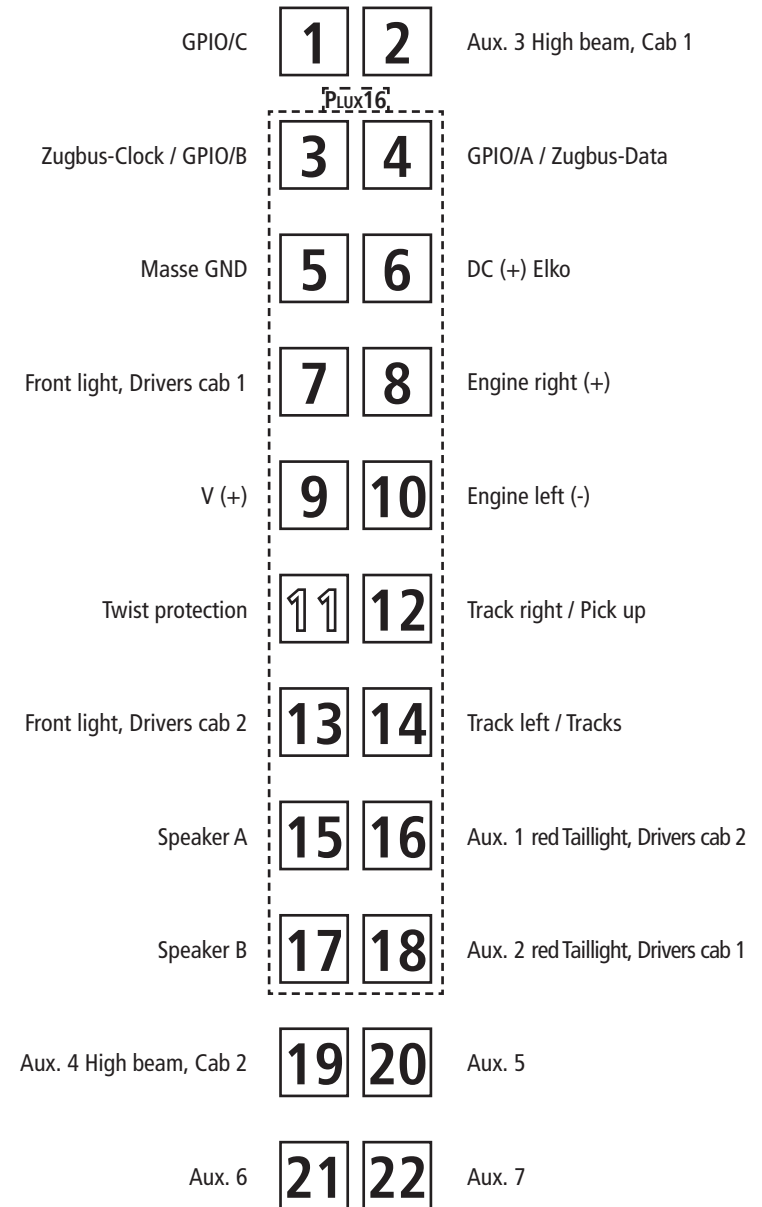 GPIO/C 1 2 Aux. 3 High beam, Cab 1
PLUX16
Zugbus-Clock / GPIO/B 3 4 GPIO/A / Zugbus-Data
Masse GND 5 6 DC (+) Elko
Front light, Drivers cab 1 7 8 Engine right (+)
V (+) 9 10 Engine left (-)
Twist protection 11 12 Track right / Pick up
Front light, Drivers cab 2 13 14 Track left / Tracks
Speaker A 15 16 Aux. 1 red Taillight, Drivers cab 2
Speaker B 17 18 Aux. 2 red Taillight, Drivers cab 1
Aux. 4 High beam, Cab 2 19 20 Aux. 5
Aux. 6 21 22 Aux. 7